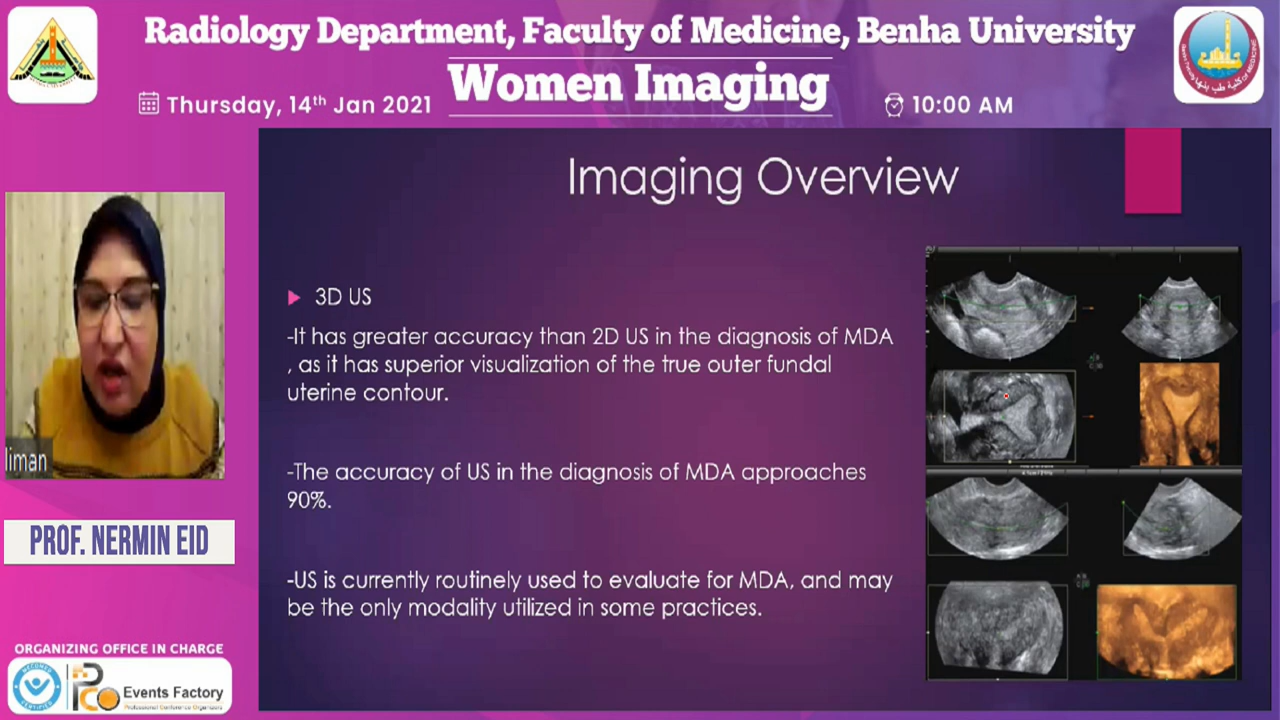 Radiology Department, Faculty of Medicine, Benha University
Women Imaging
Thursday, 14th Jan 2021
10:00 AM
Imaging Overview
3D US
-It has greater accuracy than 2D US in the diagnosis of MDA
, as it has superior visualization of the true outer fundal
uterine contour.
-The accuracy of US in the diagnosis of MDA approaches
90%.
-US is currently routinely used to evaluate for MDA, and may
be the only modality utilized in some practices.
liman
PROF. NERMIN EID
ORGANIZING OFFICE IN CHARGE
Events Factory
Professional Conference Organizers